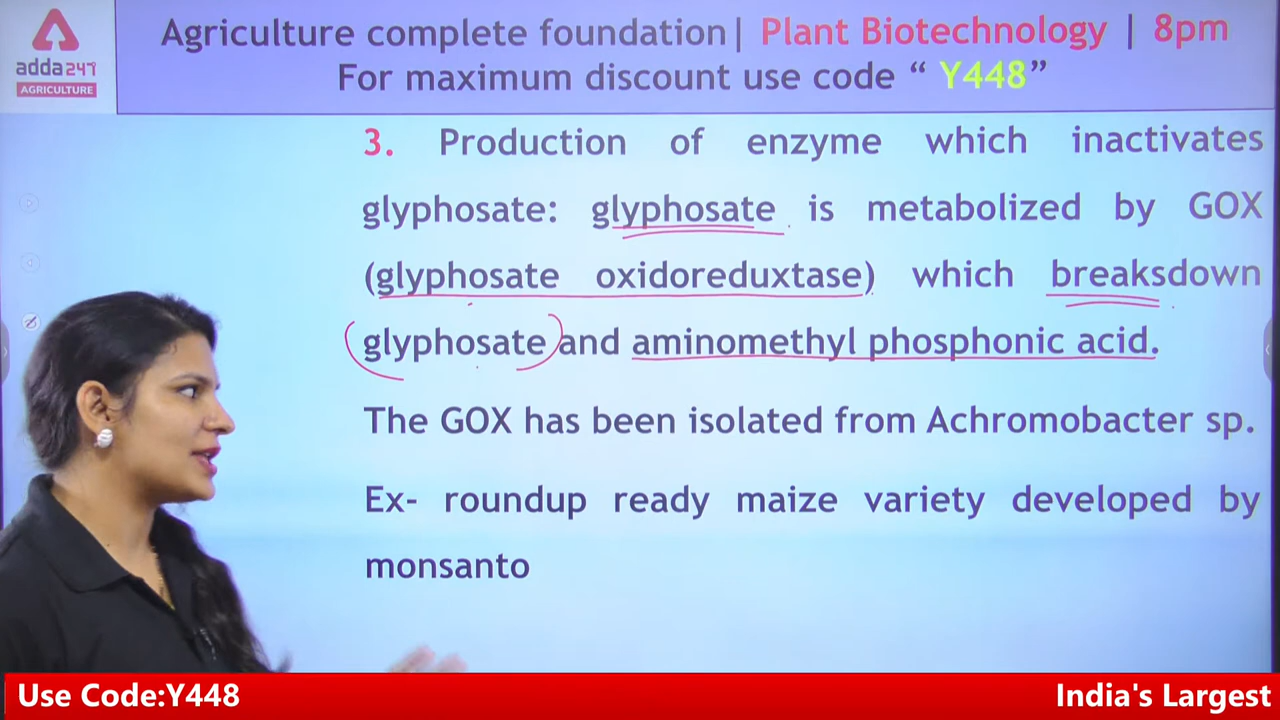 adda247
AGRICULTURE
Agriculture complete foundation| Plant Biotechnology | 8pm
For maximum discount use code “ Y448”
3. Production of enzyme which inactivates
glyphosate: glyphosate is metabolized by GOX
(glyphosate oxidoreduxtase) which breaksdown
glyphosate and aminomethyl phosphonic acid.
The GOX has been isolated from Achromobacter sp.
Ex- roundup ready maize variety developed by
monsanto
Use Code:Y448
India's Largest